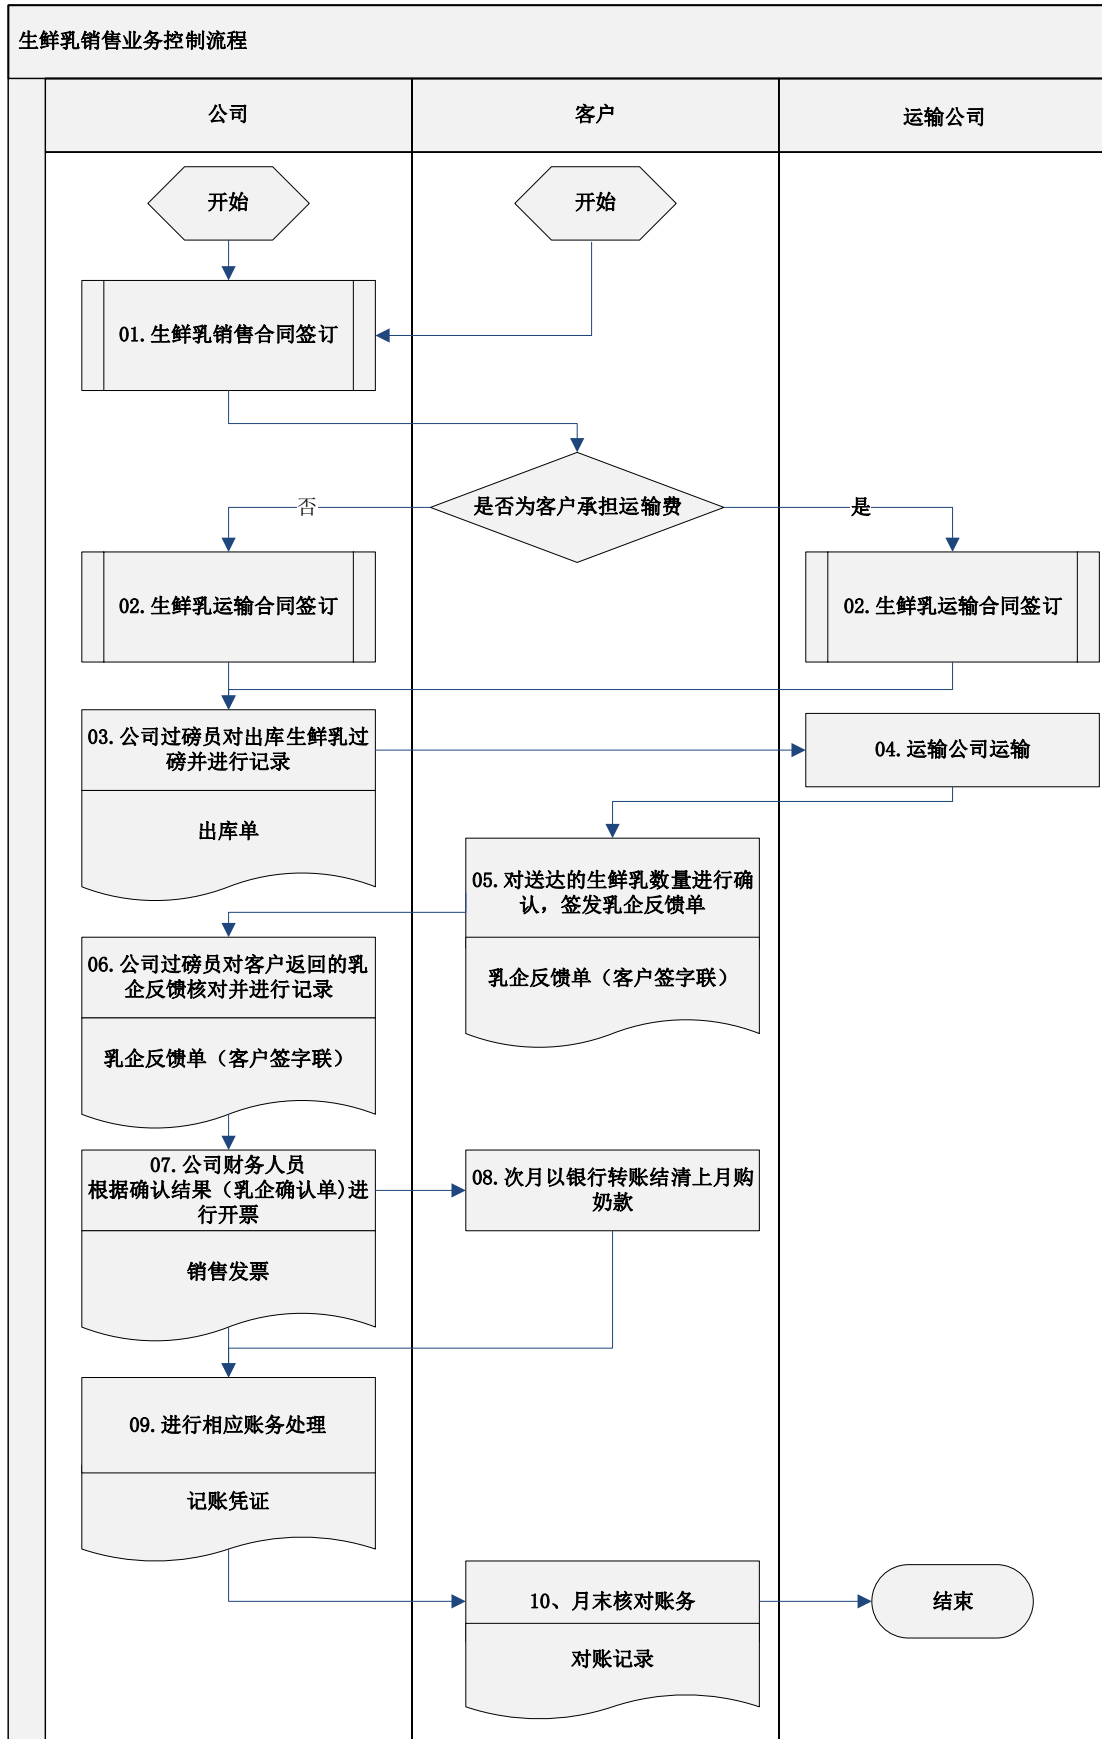 生鲜乳销售业务控制流程
公司
客户
运输公司
开始
开始
01.生鲜乳销售合同签订
是否为客户承担运输费
否
是
02.生鲜乳运输合同签订
02.生鲜乳运输合同签订
03.公司过磅员对出库生鲜乳过
磅并进行记录
出库单
04.运输公司运输
05.对送达的生鲜乳数量进行确
认，签发乳企反馈单
乳企反馈单（客户签字联）
06.公司过磅员对客户返回的乳
企反馈核对并进行记录
乳企反馈单（客户签字联）
07.公司财务人员
根据确认结果（乳企确认单)进
行开票
销售发票
08.次月以银行转账结清上月购
奶款
09.进行相应账务处理
记账凭证
10、月末核对账务
对账记录
结束